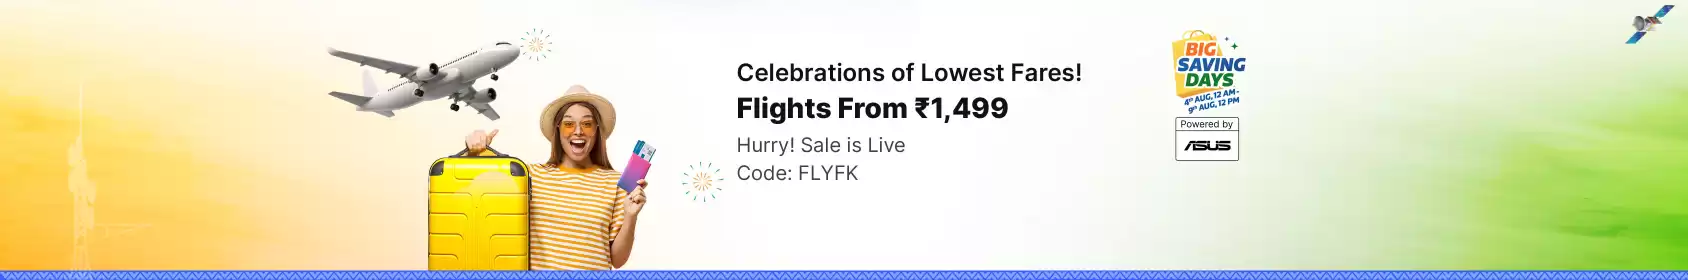 Celebrations of Lowest Fares!
Flights From ₹1,499
Hurry! Sale is Live
Code: FLYFK
BIG
SAVING
DAYS
4th AUG, 12 AM -
9th AUG, 12 PM
Powered by
ASUS